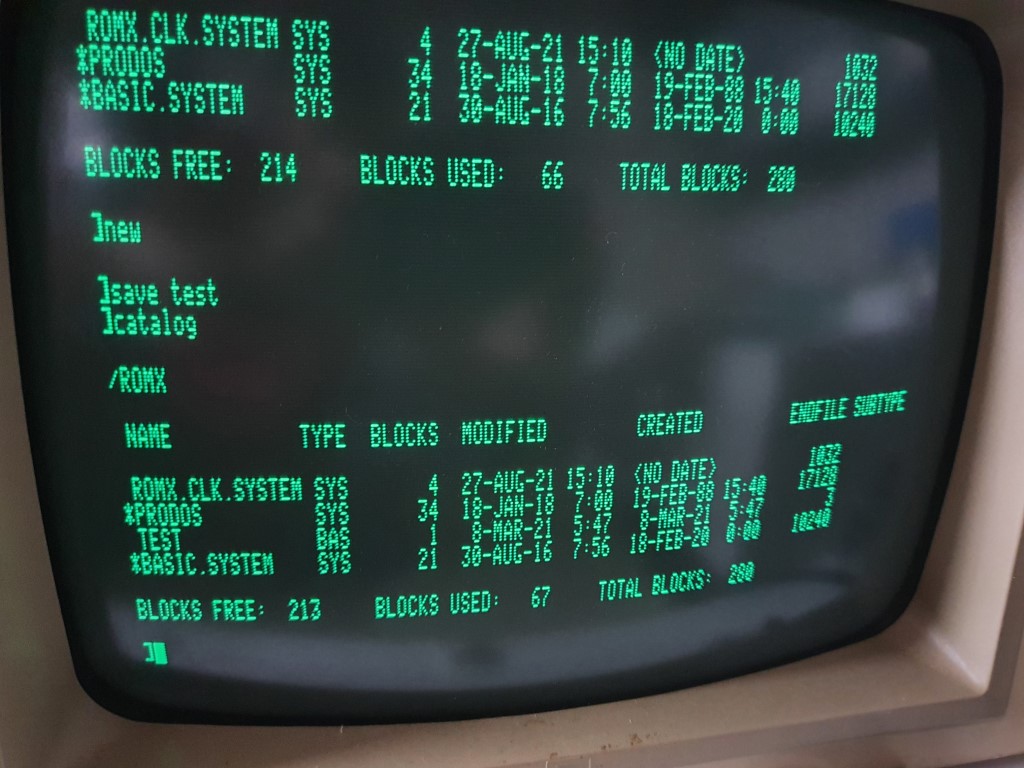 ROMX.CLK.SYSTEM SYS 4 27-AUG-21 15:10 <NO DATE> 1032
*PRODOS SYS 34 18-JAN-18 7:00 19-FEB-80 15:40 17128
*BASIC.SYSTEM SYS 21 30-AUG-16 7:56 18-FEB-20 0:00 10240
BLOCKS FREE: 214 BLOCKS USED: 66 TOTAL BLOCKS: 280
]new
]save test
]catalog
/ROMX
NAME TYPE BLOCKS MODIFIED CREATED ENDFILE SUBTYPE
ROMX.CLK.SYSTEM SYS 4 27-AUG-21 15:10 <NO DATE> 1032
*PRODOS SYS 34 18-JAN-18 7:00 19-FEB-80 15:40 17128
TEST BAS 1 8-MAR-21 5:47 8-MAR-21 5:47 3
*BASIC.SYSTEM SYS 21 30-AUG-16 7:56 18-FEB-20 0:00 10240
BLOCKS FREE: 213 BLOCKS USED: 67 TOTAL BLOCKS: 280
]